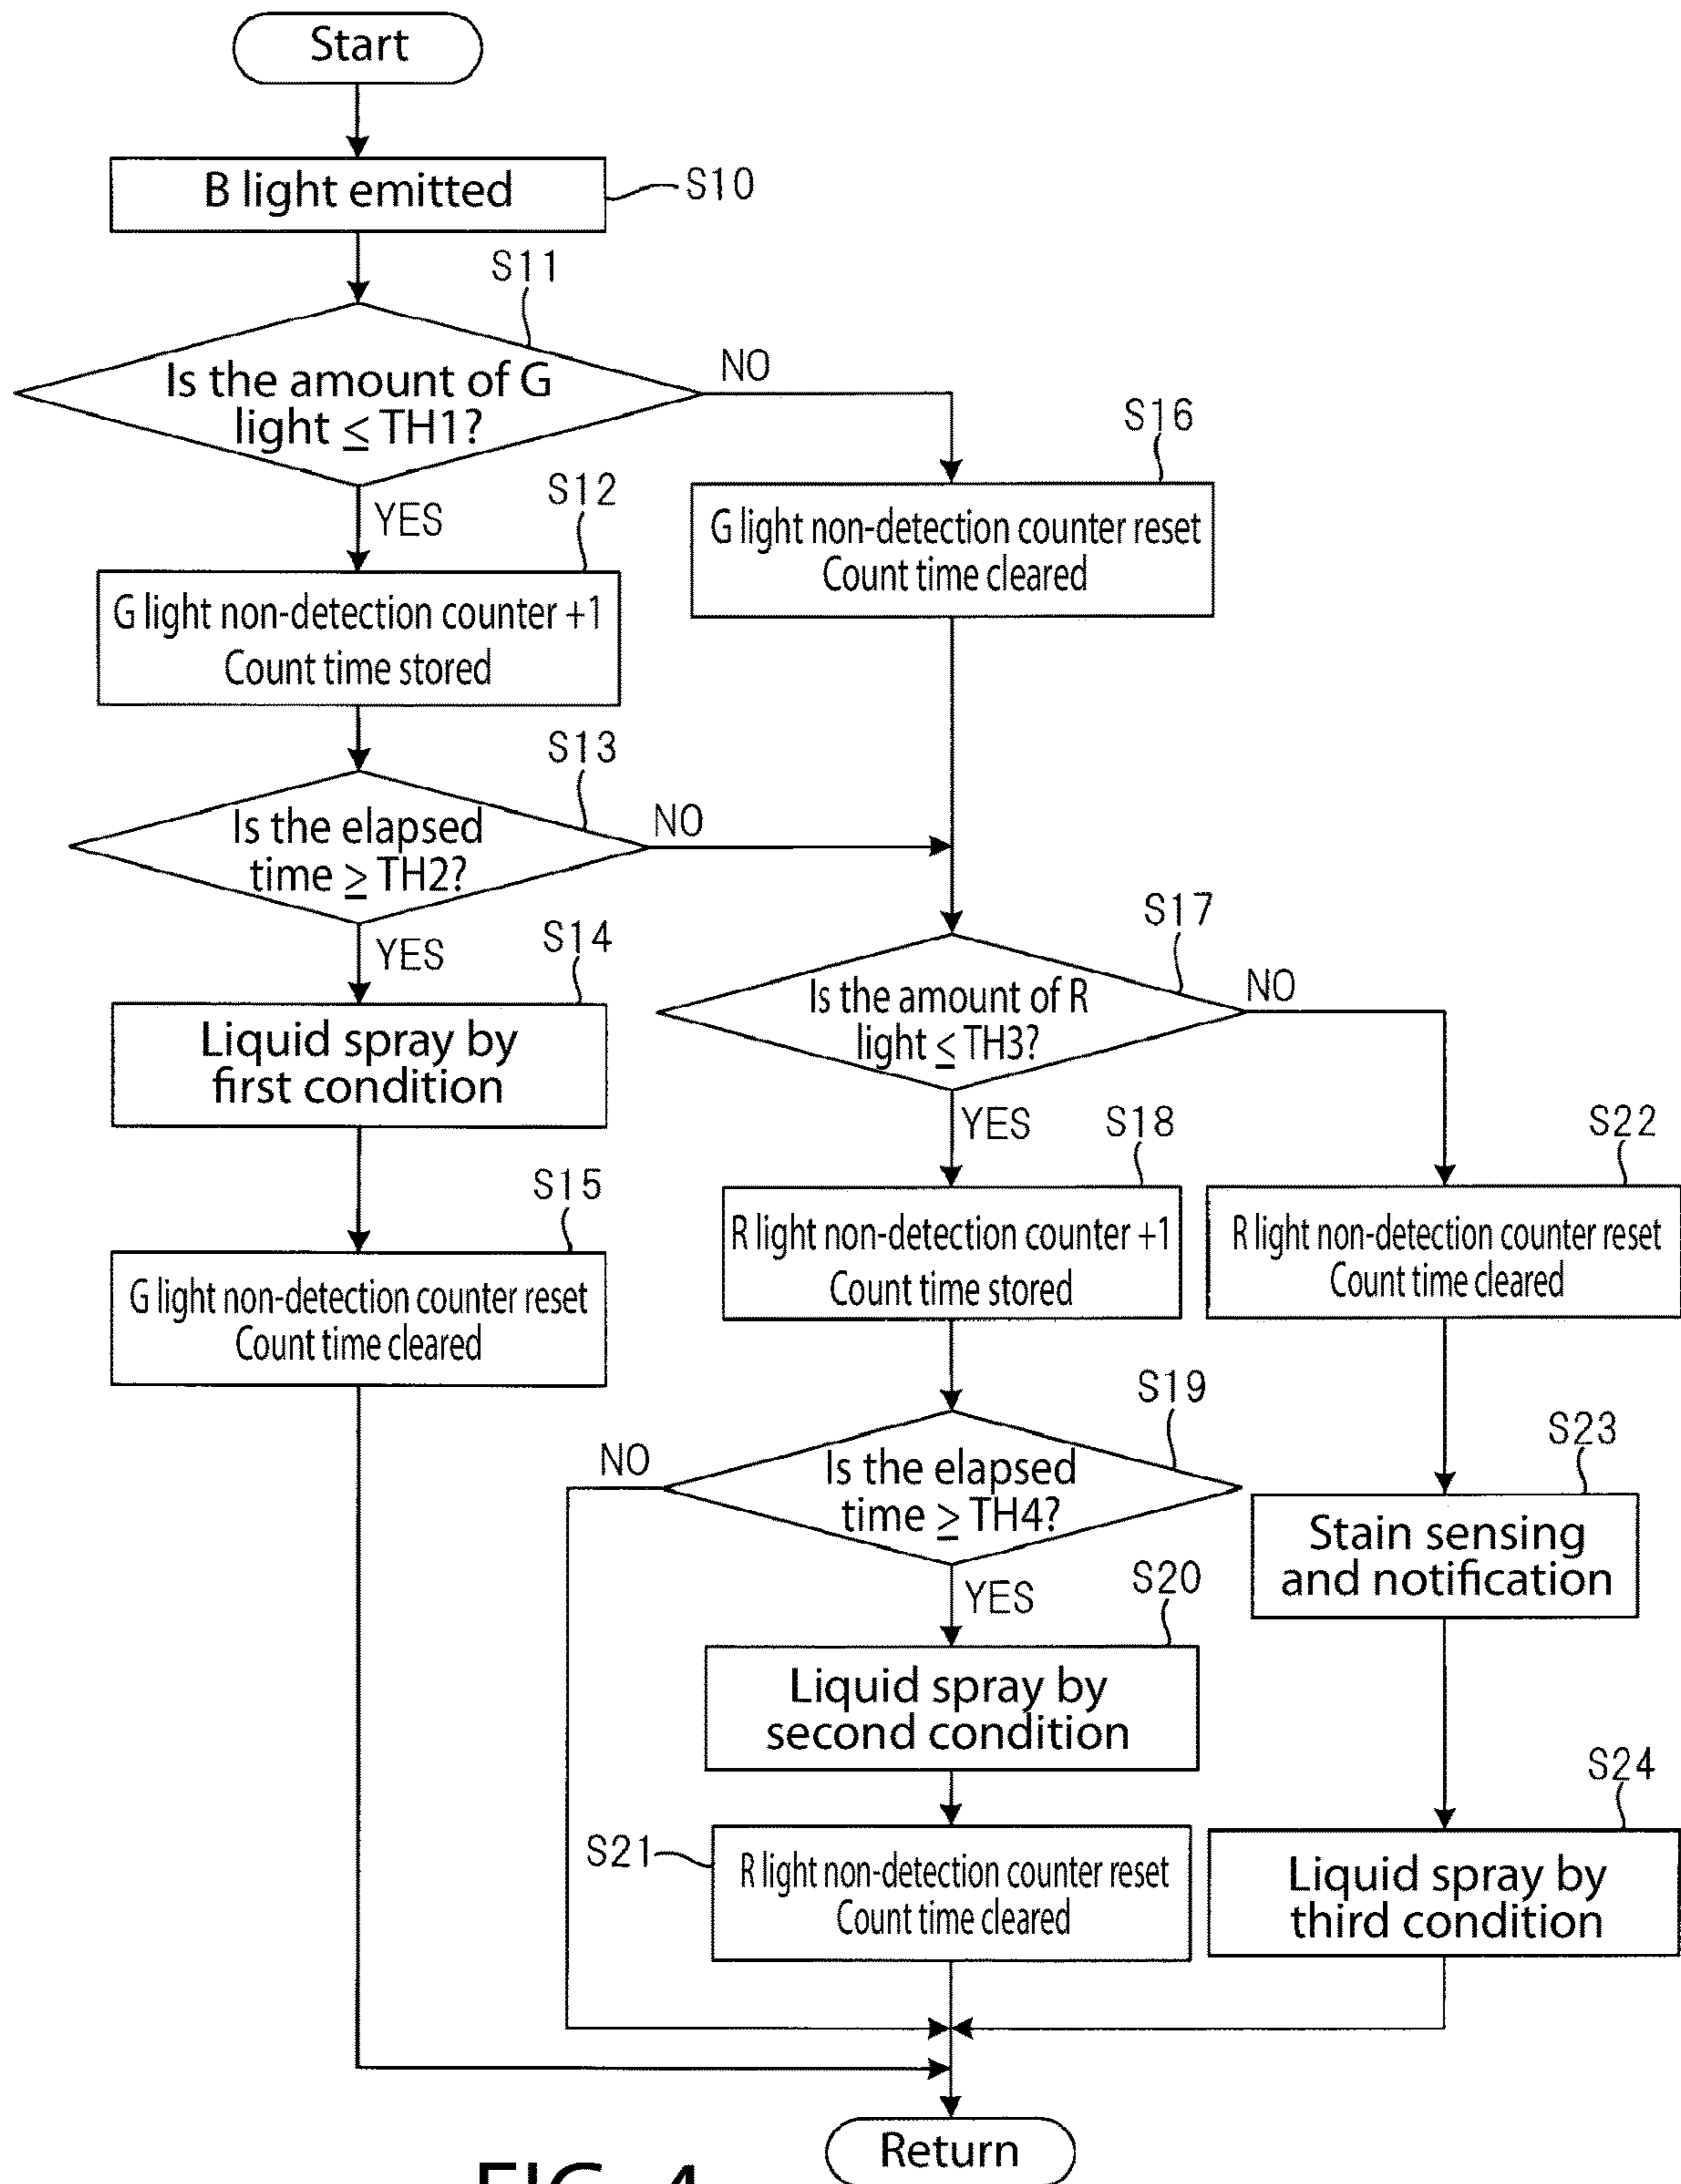 Start
B light emitted
S10
S11
Is the amount of G
light ≤ TH1?
NO
YES
S12
G light non-detection counter +1
Count time stored
S13
Is the elapsed
time ≥ TH2?
NO
YES
S14
Liquid spray by
first condition
S15
G light non-detection counter reset
Count time cleared
S16
G light non-detection counter reset
Count time cleared
S17
Is the amount of R
light ≤ TH3?
NO
YES
S18
R light non-detection counter +1
Count time stored
S19
Is the elapsed
time ≥ TH4?
NO
YES
S20
Liquid spray by
second condition
S21
R light non-detection counter reset
Count time cleared
S22
R light non-detection counter reset
Count time cleared
S23
Stain sensing
and notification
S24
Liquid spray by
third condition
Return
FIG. 4